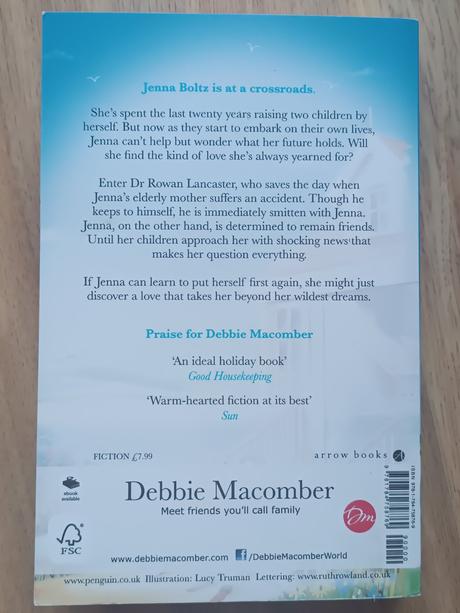 Jenna Boltz is at a crossroads.
She's spent the last twenty years raising two children by
herself. But now as they start to embark on their own lives,
Jenna can't help but wonder what her future holds. Will
she find the kind of love she's always yearned for?
Enter Dr Rowan Lancaster, who saves the day when
Jenna's elderly mother suffers an accident. Though he
keeps to himself, he is immediately smitten with Jenna.
Jenna, on the other hand, is determined to remain friends.
Until her children approach her with shocking news that
makes her question everything.
If Jenna can learn to put herself first again, she might just
discover a love that takes her beyond her wildest dreams.
Praise for Debbie Macomber
'An ideal holiday book'
Good Housekeeping
'Warm-hearted fiction at its best'
Sun
FICTION £7.99
arrow books
ebook
available
Debbie Macomber
Meet friends you'll call family
Dm
FSC
www.debbiemacomber.com
f /DebbieMacomberWorld
www.penguin.co.uk Illustration: Lucy Truman Lettering: www.ruthrowland.co.uk
90000